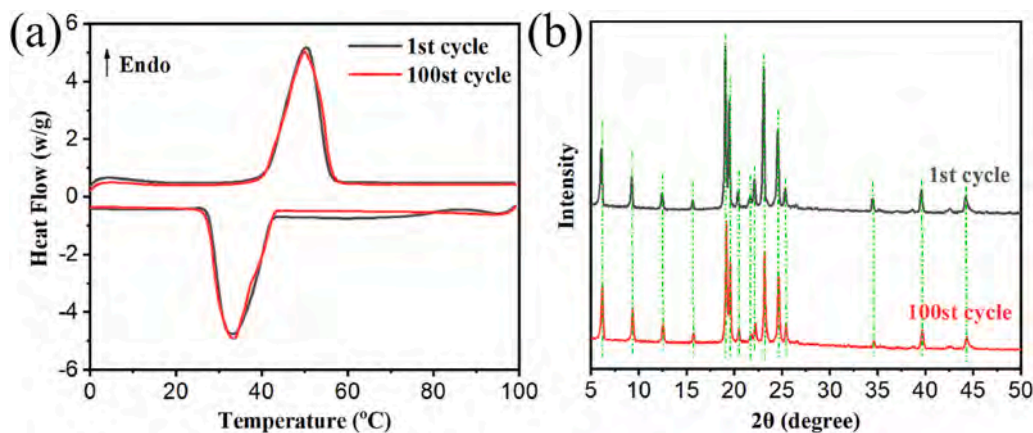 (a)
↑ Endo
1st cycle
100st cycle
6
4
2
0
-2
-4
-6
Heat Flow (w/g)
0 20 40 60 80 100
Temperature (ºC)
(b)
1st cycle
100st cycle
Intensity
5 10 15 20 25 30 35 40 45 50
2θ (degree)